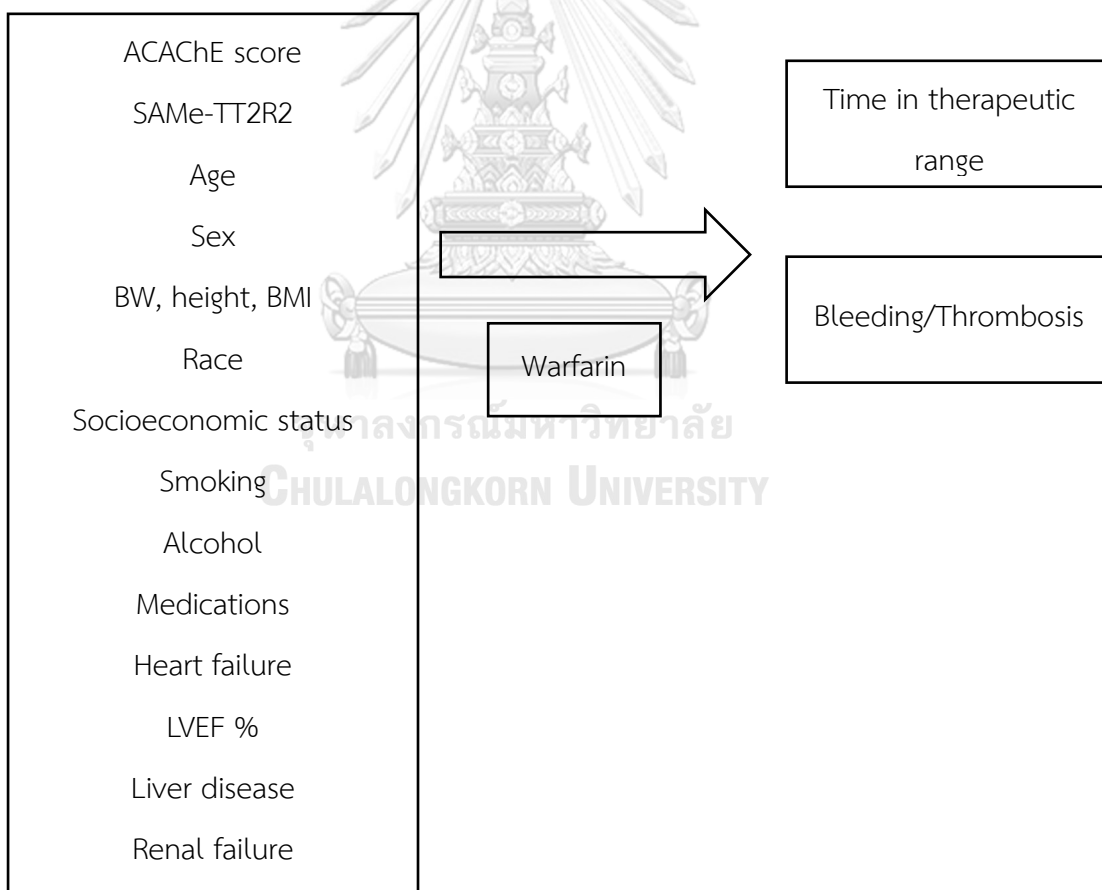 ACAChE score
SAMe-TT2R2
Age
Sex
BW, height, BMI
Race
Socioeconomic status
Smoking
Alcohol
Medications
Heart failure
LVEF %
Liver disease
Renal failure
Warfarin
Time in therapeutic
range
Bleeding/Thrombosis
จุฬาลงกรณ์มหาวิทยาลัย
CHULALONGKORN UNIVERSITY